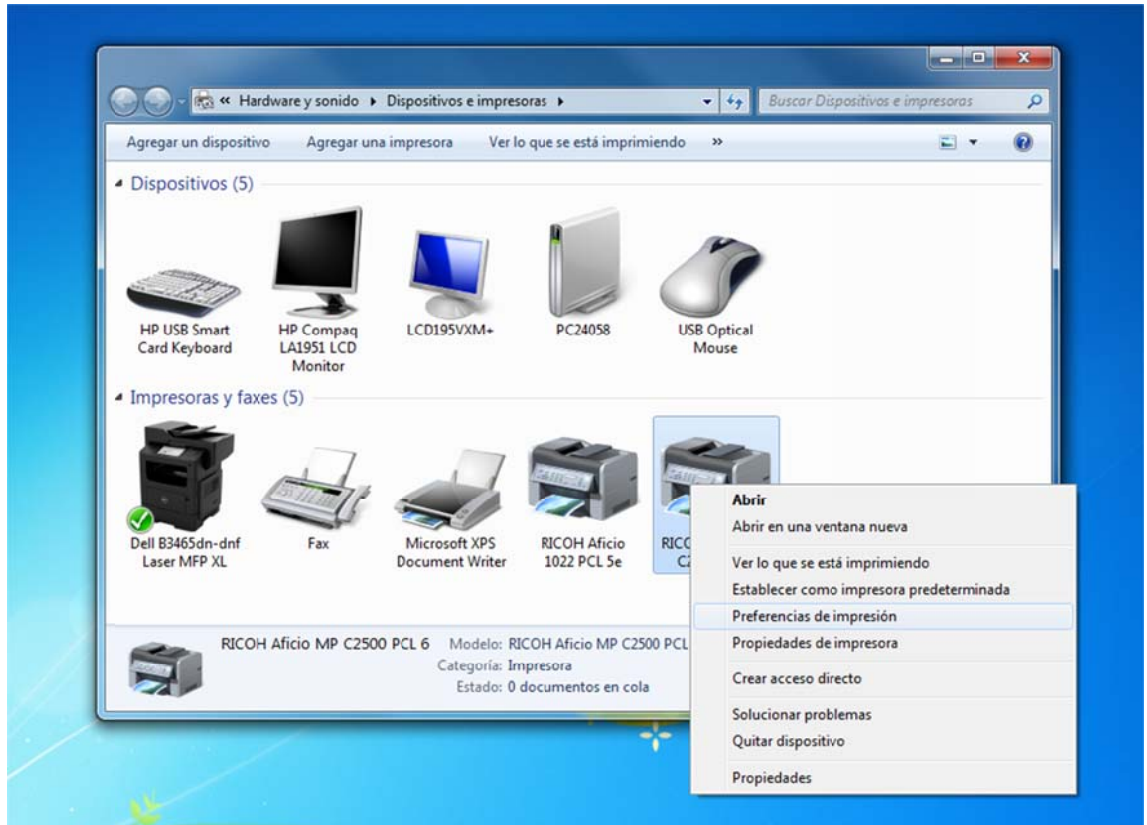 « Hardware y sonido ▸ Dispositivos e impresoras ▸
Buscar Dispositivos e impresoras
Agregar un dispositivo Agregar una impresora Ver lo que se está imprimiendo »
Dispositivos (5)
HP USB Smart
Card Keyboard
HP Compaq
LA1951 LCD
Monitor
LCD195VXM+
PC24058
USB Optical
Mouse
Impresoras y faxes (5)
Dell B3465dn-dnf
Laser MFP XL
Fax
Microsoft XPS
Document Writer
RICOH Aficio
1022 PCL 5e
Abrir
Abrir en una ventana nueva
Ver lo que se está imprimiendo
Establecer como impresora predeterminada
Preferencias de impresión
Propiedades de impresora
Crear acceso directo
Solucionar problemas
Quitar dispositivo
Propiedades
RICOH Aficio MP C2500 PCL 6 Modelo: RICOH Aficio MP C2500 PCL
Categoría: Impresora
Estado: 0 documentos en cola